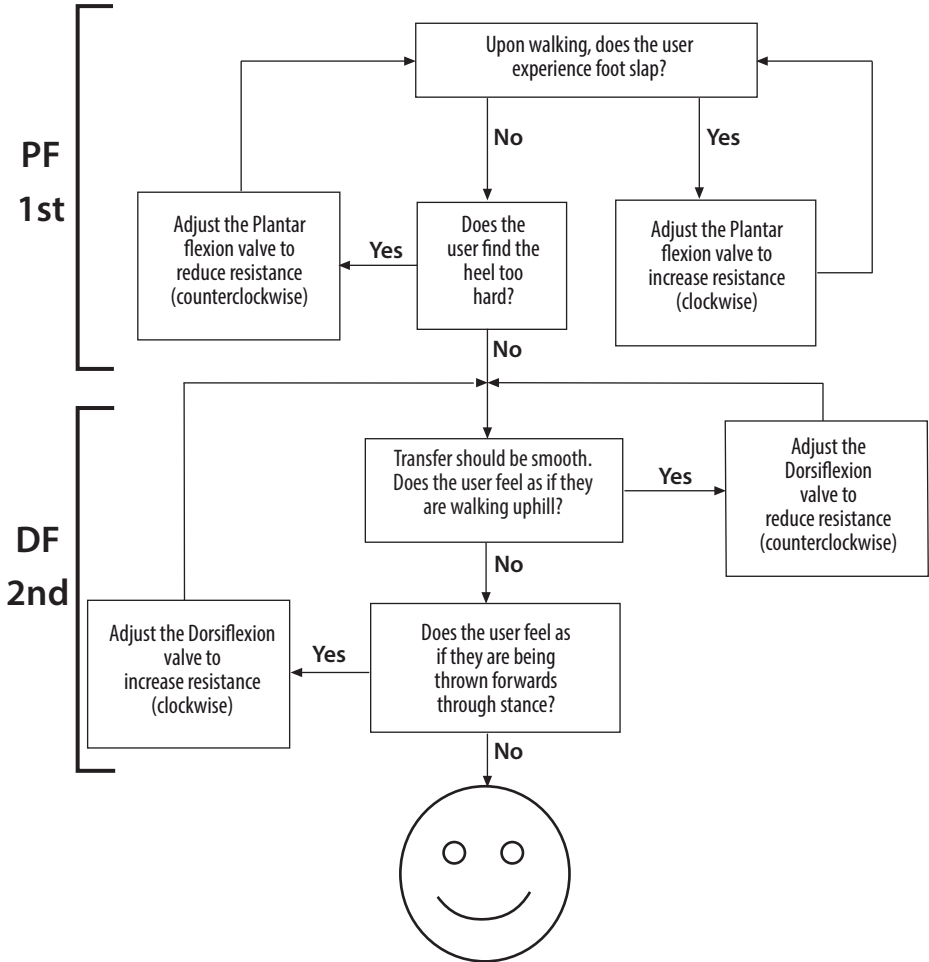 Upon walking, does the user
experience foot slap?
No
Yes
PF
1st
Adjust the Plantar
flexion valve to
reduce resistance
(counterclockwise)
Yes
Does the
user find the
heel too
hard?
Adjust the Plantar
flexion valve to
increase resistance
(clockwise)
No
DF
2nd
Transfer should be smooth.
Does the user feel as if they
are walking uphill?
Yes
Adjust the
Dorsiflexion
valve to
reduce resistance
(counterclockwise)
No
Adjust the Dorsiflexion
valve to
increase resistance
(clockwise)
Yes
Does the user feel as
if they are being
thrown forwards
through stance?
No